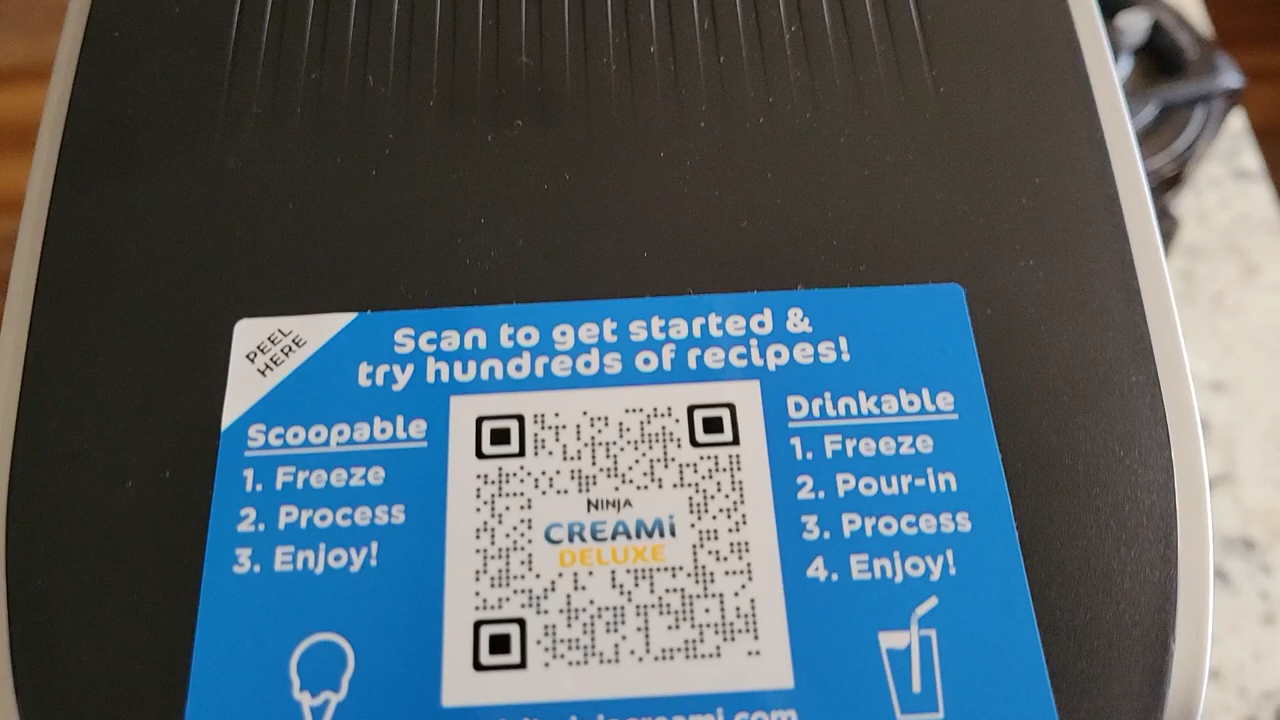 PEEL
HERE
Scan to get started &
try hundreds of recipes!
Scoopable
1. Freeze
2. Process
3. Enjoy!
NINJA
CREAMi
DELUXE
Drinkable
1. Freeze
2. Pour-in
3. Process
4. Enjoy!